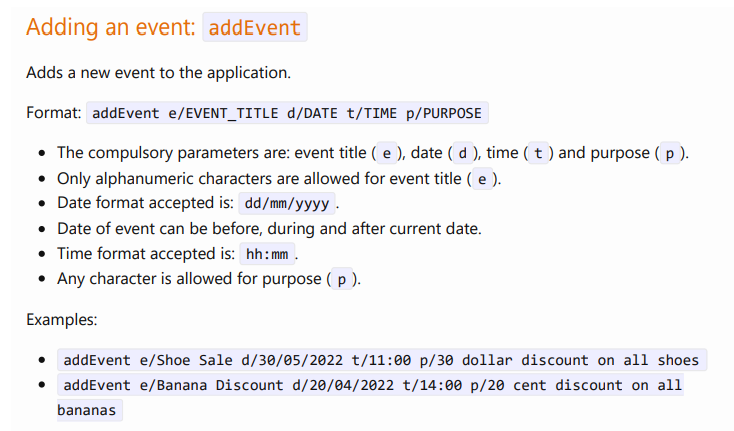 Adding an event: addEvent
Adds a new event to the application.
Format: addEvent e/EVENT_TITLE d/DATE t/TIME p/PURPOSE
• The compulsory parameters are: event title ( e ), date ( d ), time ( t ) and purpose ( p ).
• Only alphanumeric characters are allowed for event title ( e ).
• Date format accepted is: dd/mm/yyyy .
• Date of event can be before, during and after current date.
• Time format accepted is: hh:mm .
• Any character is allowed for purpose ( p ).
Examples:
• addEvent e/Shoe Sale d/30/05/2022 t/11:00 p/30 dollar discount on all shoes
• addEvent e/Banana Discount d/20/04/2022 t/14:00 p/20 cent discount on all
bananas